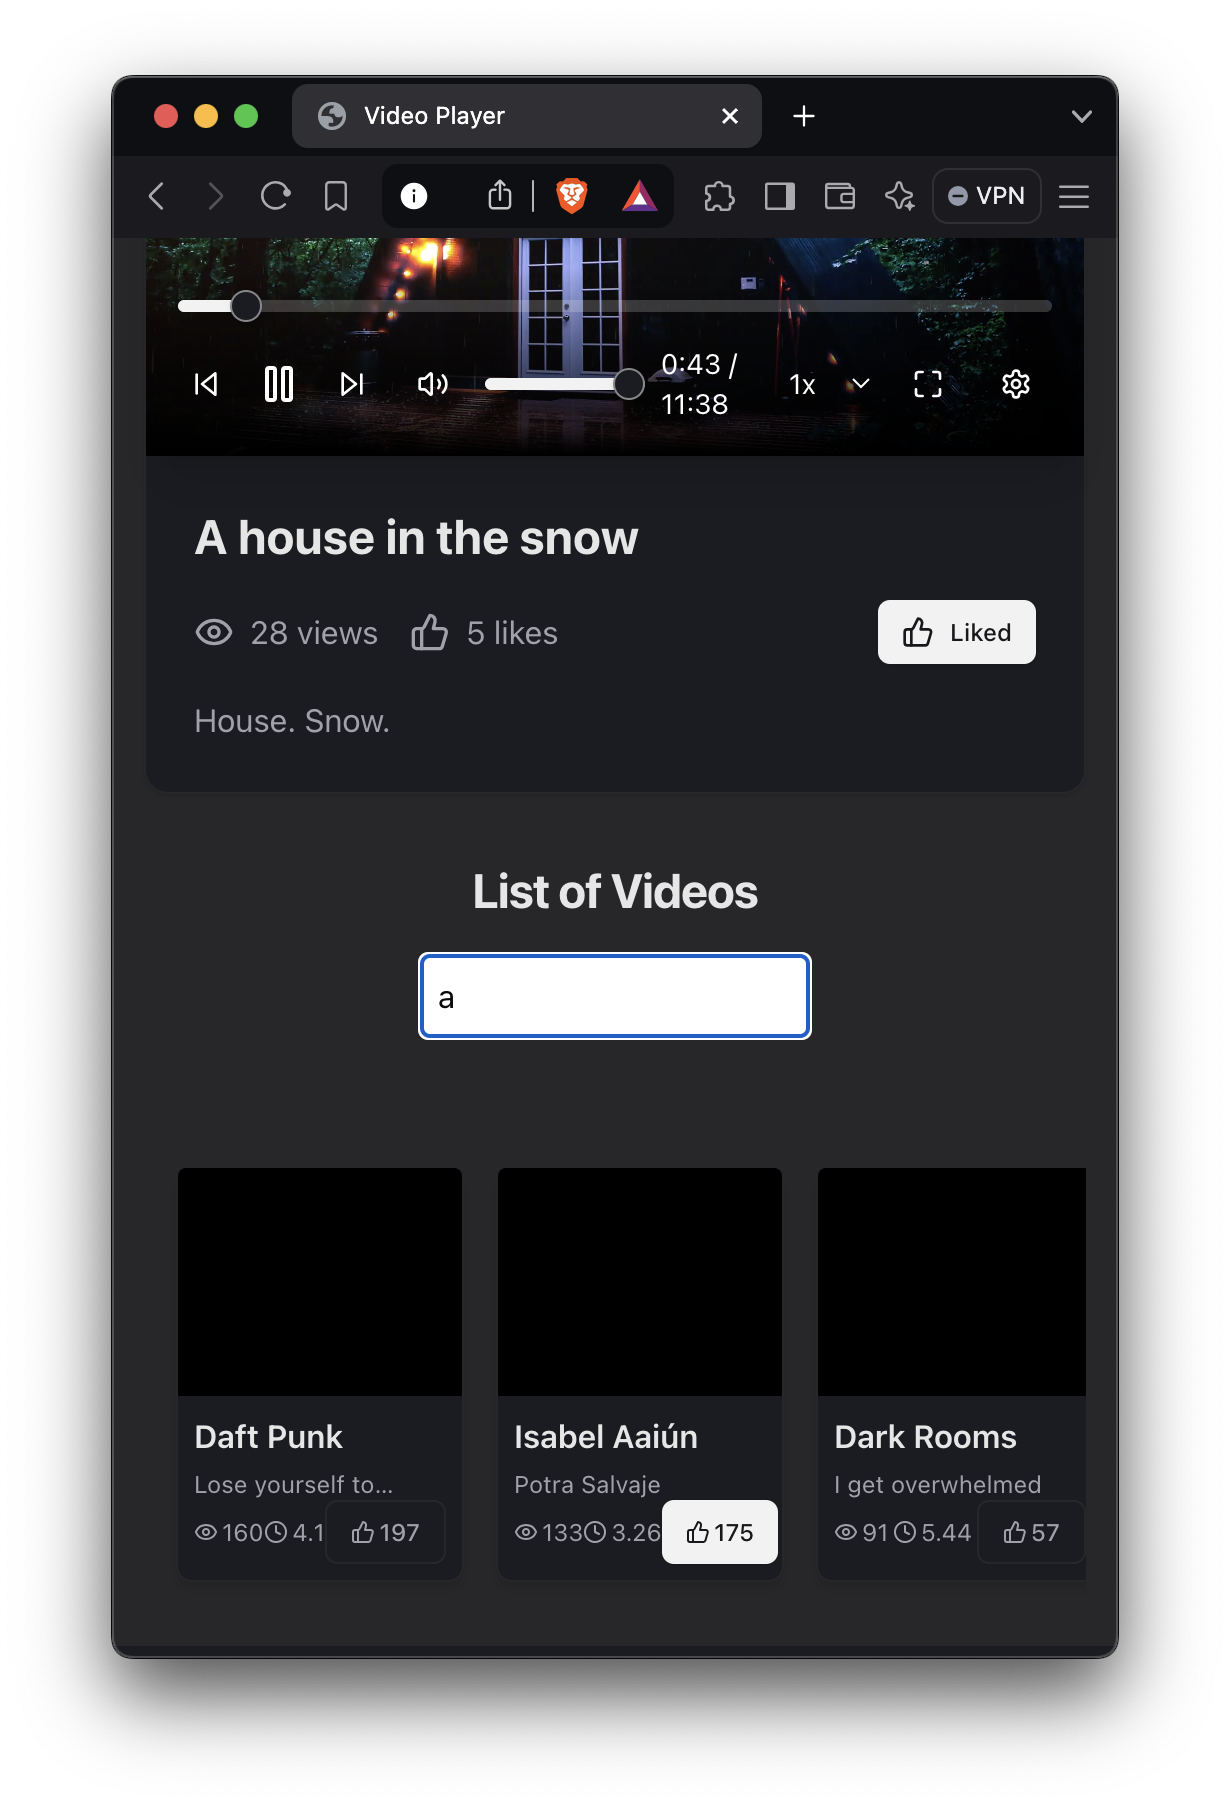 Video Player
VPN
0:43 /
11:38
1x
A house in the snow
28 views 5 likes
Liked
House. Snow.
List of Videos
a
Daft Punk
Lose yourself to...
160 4.1 197
Isabel Aaiún
Potra Salvaje
133 3.26 175
Dark Rooms
I get overwhelmed
91 5.44 57